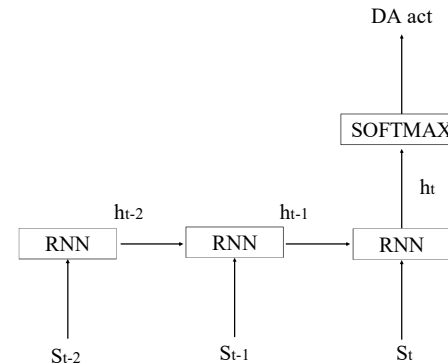 DA act
SOFTMAX
ht
ht-2 ht-1
RNN RNN RNN
St-2 St-1 St